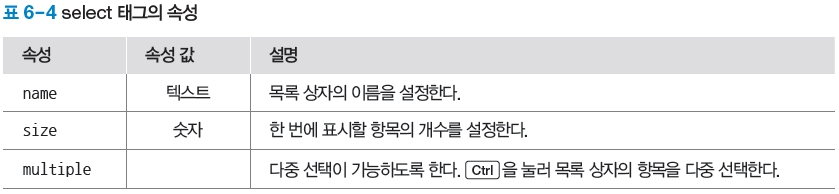 표 6-4 select 태그의 속성
속성 속성 값 설명
name 텍스트 목록 상자의 이름을 설정한다.
size 숫자 한 번에 표시할 항목의 개수를 설정한다.
multiple 다중 선택이 가능하도록 한다. Ctrl을 눌러 목록 상자의 항목을 다중 선택한다.